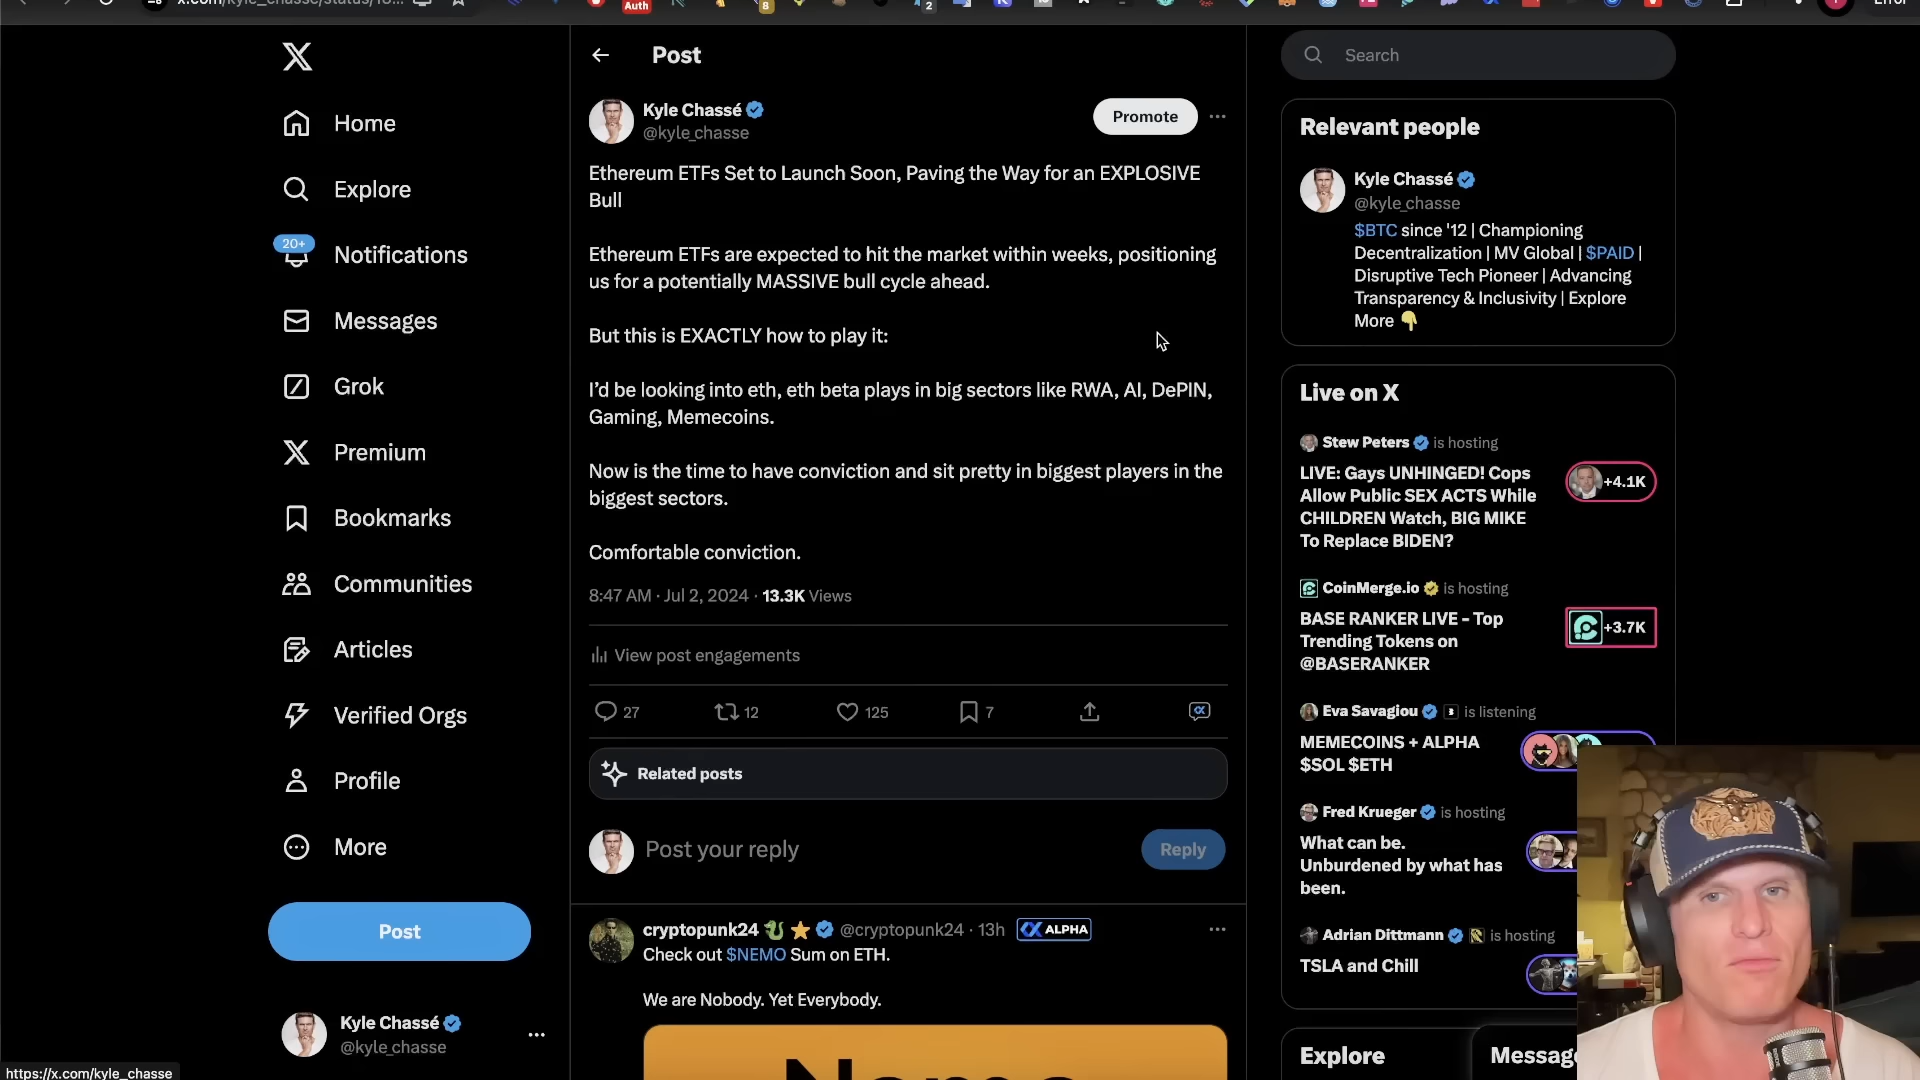 x.com/kyle_chasse/status/18...
Auth
8
2
Error
Home
Explore
20+
Notifications
Messages
Grok
Premium
Bookmarks
Communities
Articles
Verified Orgs
Profile
More
Post
Kyle Chassé
@kyle_chasse
https://x.com/kyle_chasse
Post
Kyle Chassé
@kyle_chasse
Promote
Ethereum ETFs Set to Launch Soon, Paving the Way for an EXPLOSIVE
Bull
Ethereum ETFs are expected to hit the market within weeks, positioning
us for a potentially MASSIVE bull cycle ahead.
But this is EXACTLY how to play it:
I’d be looking into eth, eth beta plays in big sectors like RWA, AI, DePIN,
Gaming, Memecoins.
Now is the time to have conviction and sit pretty in biggest players in the
biggest sectors.
Comfortable conviction.
8:47 AM · Jul 2, 2024 · 13.3K Views
View post engagements
27 12 125 7
Related posts
Post your reply
Reply
cryptopunk24 @cryptopunk24 · 13h ALPHA
Check out $NEMO Sum on ETH.
We are Nobody. Yet Everybody.
Search
Relevant people
Kyle Chassé
@kyle_chasse
$BTC since '12 | Championing
Decentralization | MV Global | $PAID |
Disruptive Tech Pioneer | Advancing
Transparency & Inclusivity | Explore
More
Live on X
Stew Peters is hosting
LIVE: Gays UNHINGED! Cops
Allow Public SEX ACTS While
CHILDREN Watch, BIG MIKE
To Replace BIDEN?
+4.1K
CoinMerge.io is hosting
BASE RANKER LIVE - Top
Trending Tokens on
@BASERANKER
+3.7K
Eva Savagiou is listening
MEMECOINS + ALPHA
$SOL $ETH
Fred Krueger is hosting
What can be.
Unburdened by what has
been.
Adrian Dittmann is hosting
TSLA and Chill
Explore
Messag